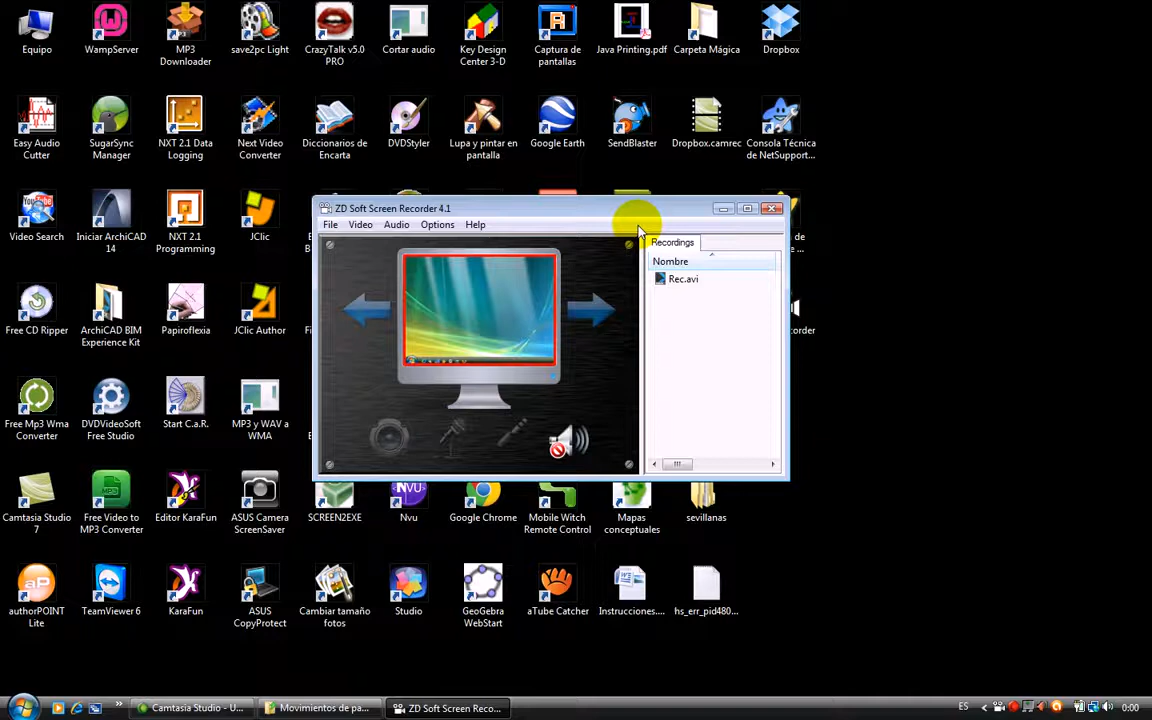 Equipo
WampServer
MP3
Downloader
save2pc Light
CrazyTalk v5.0
PRO
Cortar audio
Key Design
Center 3-D
Captura de
pantallas
Java Printing.pdf
Carpeta Mágica
Dropbox
Easy Audio
Cutter
SugarSync
Manager
NXT 2.1 Data
Logging
Next Video
Converter
Diccionarios de
Encarta
DVDStyler
Lupa y pintar en
pantalla
Google Earth
SendBlaster
Dropbox.camrec
Consola Técnica
de NetSupport...
Video Search
Iniciar ArchiCAD
14
NXT 2.1
Programming
JClic
ZD Soft Screen Recorder 4.1
File
Video
Audio
Options
Help
Recordings
Nombre
Rec.avi
Free CD Ripper
ArchiCAD BIM
Experience Kit
Papiroflexia
JClic Author
Free Mp3 Wma
Converter
DVDVideoSoft
Free Studio
Start C.a.R.
MP3 y WAV a
WMA
Camtasia Studio
7
Free Video to
MP3 Converter
Editor KaraFun
ASUS Camera
ScreenSaver
SCREEN2EXE
Nvu
Google Chrome
Mobile Witch
Remote Control
Mapas
conceptuales
sevillanas
authorPOINT
Lite
TeamViewer 6
KaraFun
ASUS
CopyProtect
Cambiar tamaño
fotos
Studio
GeoGebra
WebStart
aTube Catcher
Instrucciones....
hs_err_pid480...
Camtasia Studio - U...
Movimientos de pa...
ZD Soft Screen Reco...
ES
0:00